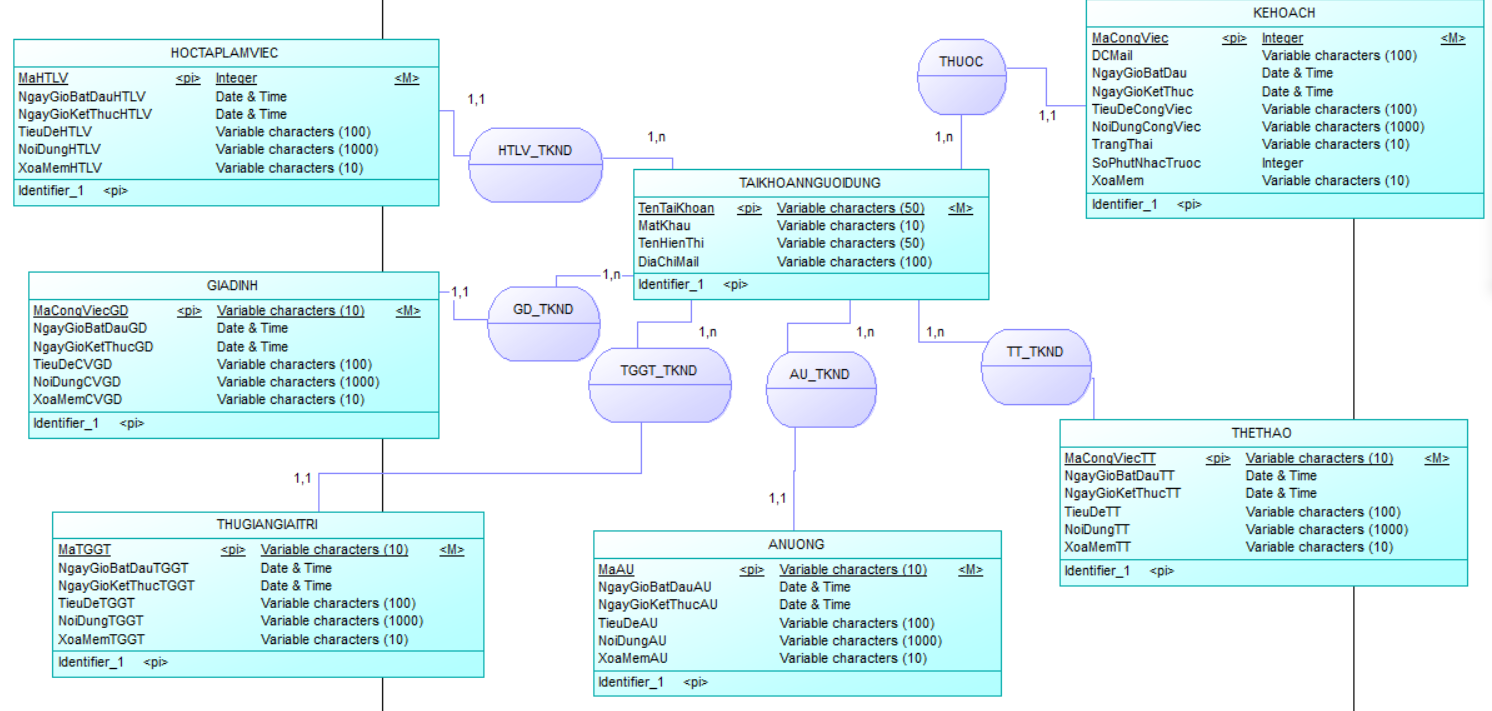 HOCTAPLAMVIEC
MaHTLV <pi> Integer <M>
NgayGioBatDauHTLV Date & Time
NgayGioKetThucHTLV Date & Time
TieuDeHTLV Variable characters (100)
NoiDungHTLV Variable characters (1000)
XoaMemHTLV Variable characters (10)
Identifier_1 <pi>
1,1
HTLV_TKND
1,n
THUOC
1,n
1,1
KEHOACH
MaCongViec <pi> Integer <M>
DCMail Variable characters (100)
NgayGioBatDau Date & Time
NgayGioKetThuc Date & Time
TieuDeCongViec Variable characters (100)
NoiDungCongViec Variable characters (1000)
TrangThai Variable characters (10)
SoPhutNhacTruoc Integer
XoaMem Variable characters (10)
Identifier_1 <pi>
TAIKHOANNGUOIDUNG
TenTaiKhoan <pi> Variable characters (50) <M>
MatKhau Variable characters (10)
TenHienThi Variable characters (50)
DiaChiMail Variable characters (100)
Identifier_1 <pi>
GIADINH
MaCongViecGD <pi> Variable characters (10) <M>
NgayGioBatDauGD Date & Time
NgayGioKetThucGD Date & Time
TieuDeCVGD Variable characters (100)
NoiDungCVGD Variable characters (1000)
XoaMemCVGD Variable characters (10)
Identifier_1 <pi>
1,1
GD_TKND
1,n
1,n
TGGT_TKND
1,1
1,n
AU_TKND
1,1
1,n
TT_TKND
THUGIANGIAITRI
MaTGGT <pi> Variable characters (10) <M>
NgayGioBatDauTGGT Date & Time
NgayGioKetThucTGGT Date & Time
TieuDeTGGT Variable characters (100)
NoiDungTGGT Variable characters (1000)
XoaMemTGGT Variable characters (10)
Identifier_1 <pi>
ANUONG
MaAU <pi> Variable characters (10) <M>
NgayGioBatDauAU Date & Time
NgayGioKetThucAU Date & Time
TieuDeAU Variable characters (100)
NoiDungAU Variable characters (1000)
XoaMemAU Variable characters (10)
Identifier_1 <pi>
THETHAO
MaCongViecTT <pi> Variable characters (10) <M>
NgayGioBatDauTT Date & Time
NgayGioKetThucTT Date & Time
TieuDeTT Variable characters (100)
NoiDungTT Variable characters (1000)
XoaMemTT Variable characters (10)
Identifier_1 <pi>